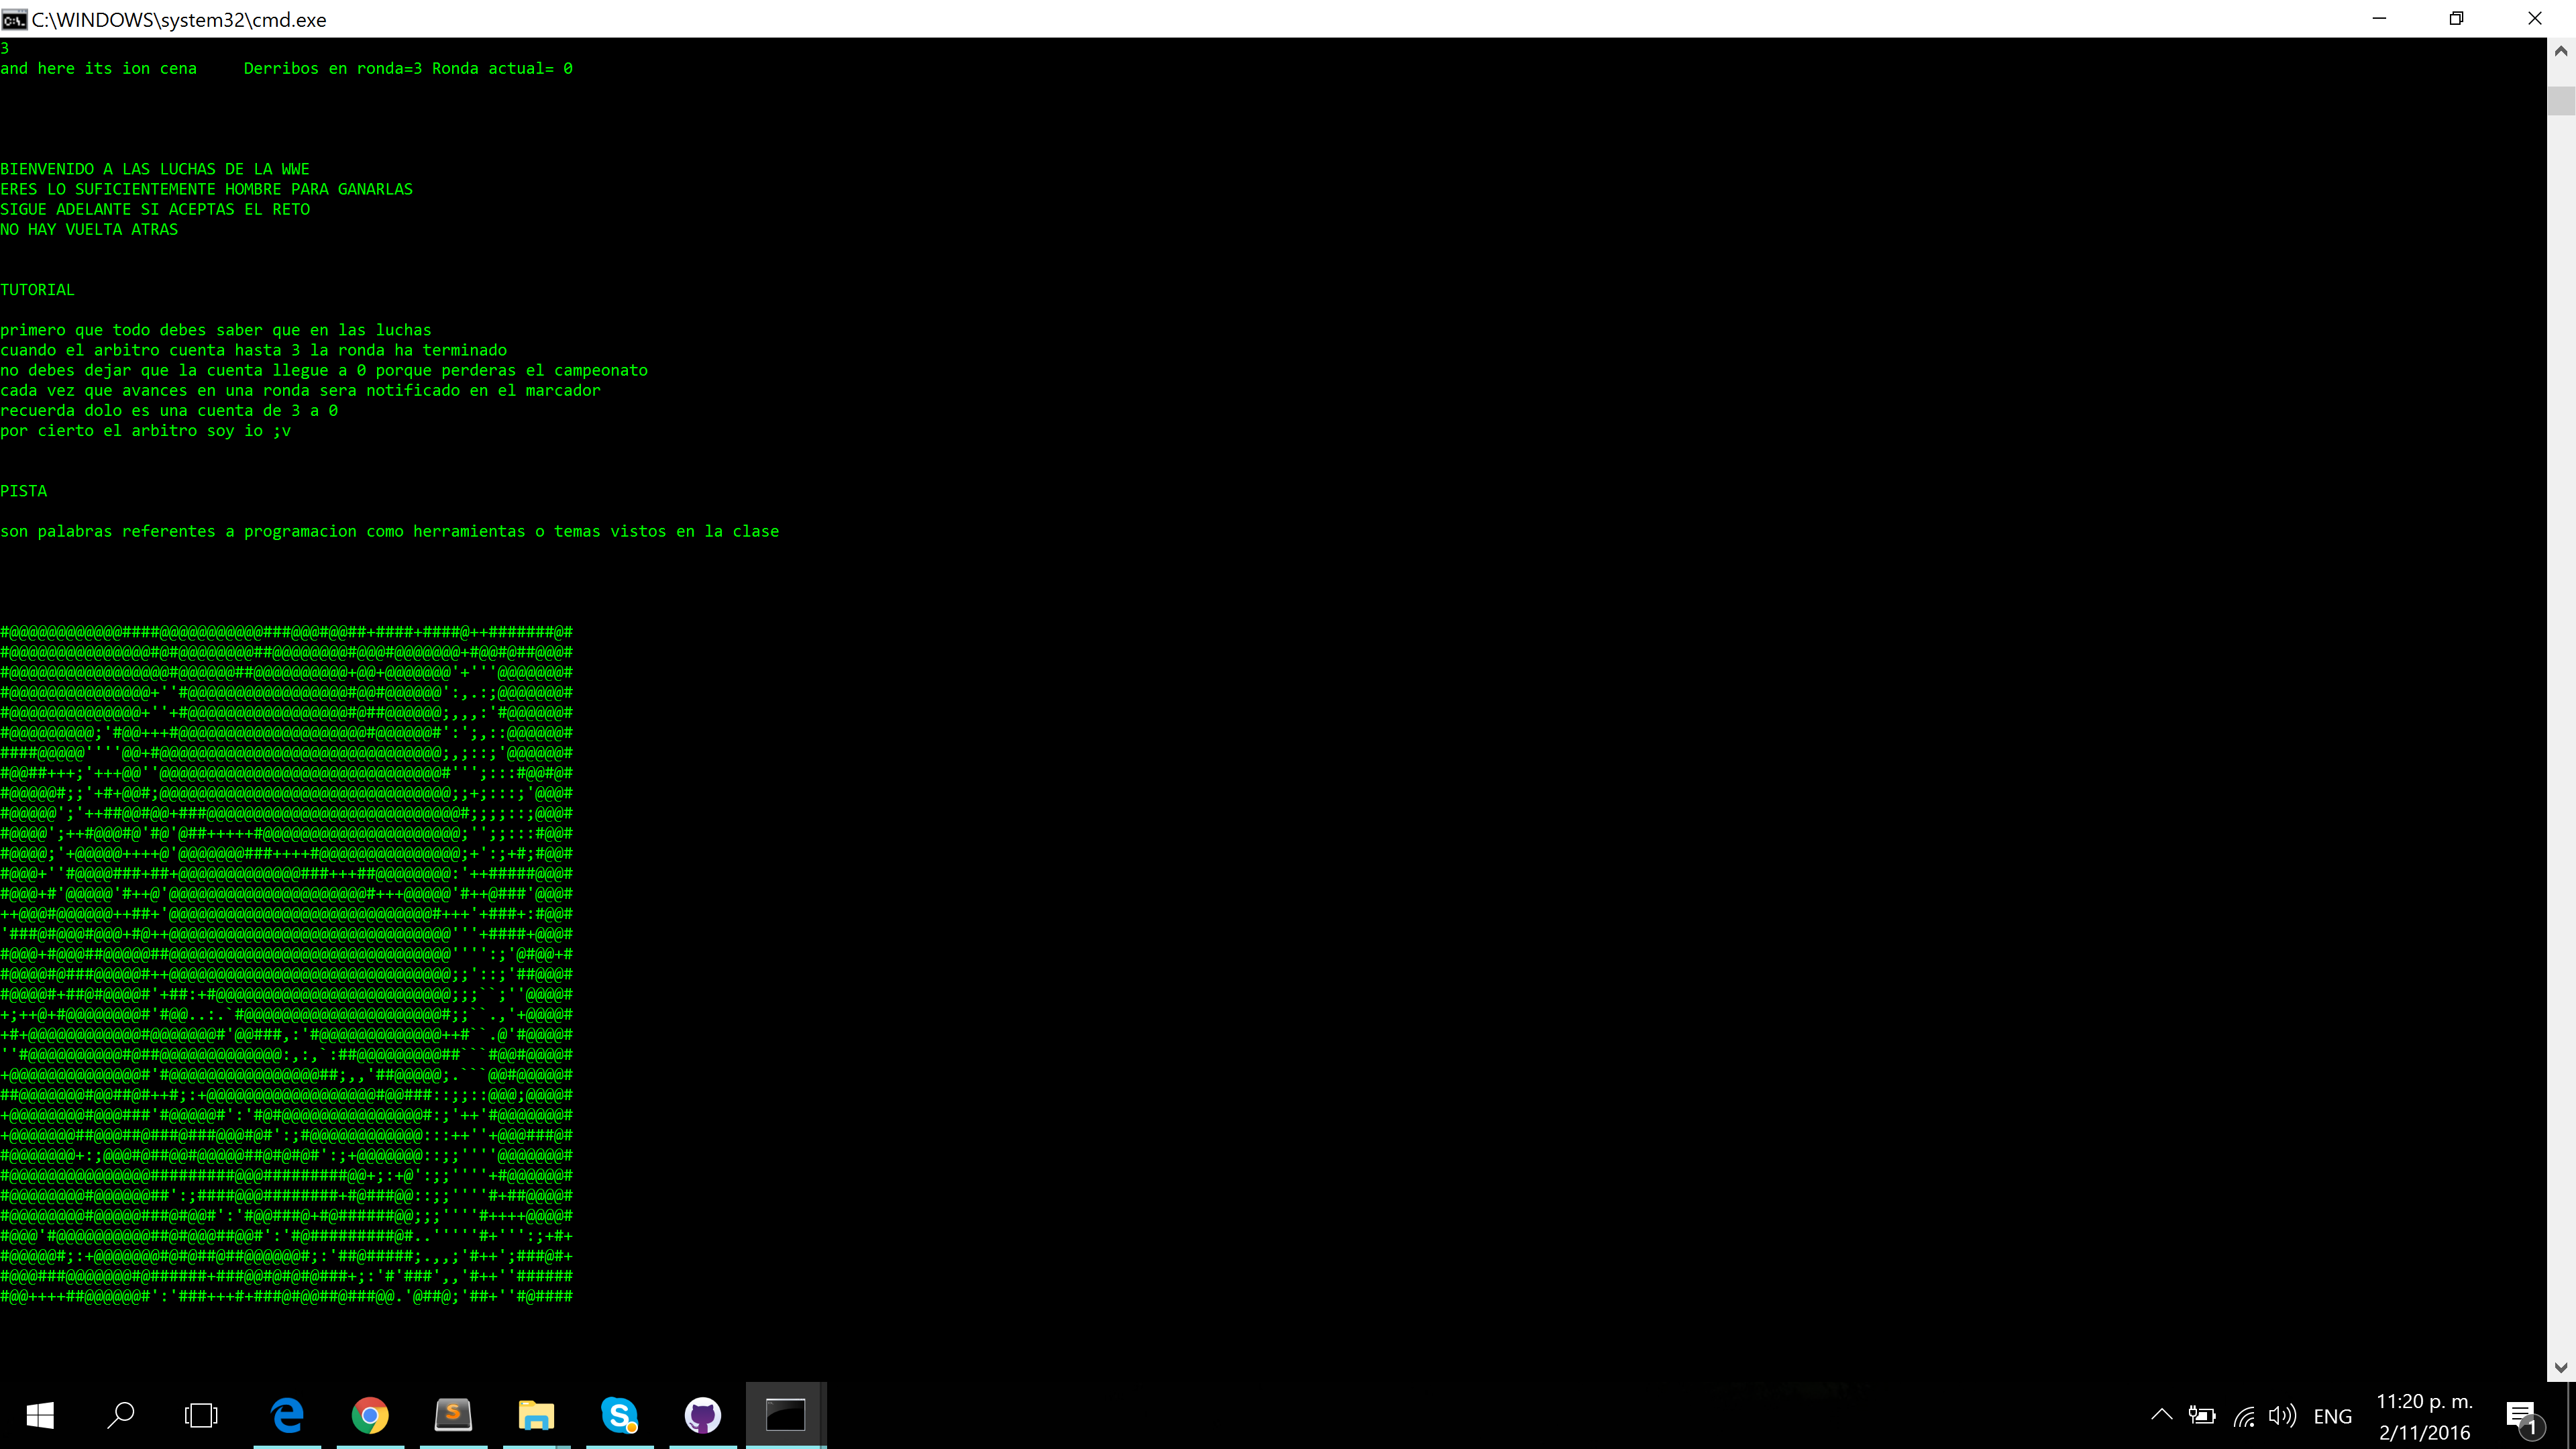 C:\WINDOWS\system32\cmd.exe
3
and here its ion cena     Derribos en ronda=3 Ronda actual= 0
BIENVENIDO A LAS LUCHAS DE LA WWE
ERES LO SUFICIENTEMENTE HOMBRE PARA GANARLAS
SIGUE ADELANTE SI ACEPTAS EL RETO
NO HAY VUELTA ATRAS
TUTORIAL
primero que todo debes saber que en las luchas
cuando el arbitro cuenta hasta 3 la ronda ha terminado
no debes dejar que la cuenta llegue a 0 porque perderas el campeonato
cada vez que avances en una ronda sera notificado en el marcador
recuerda dolo es una cuenta de 3 a 0
por cierto el arbitro soy io ;v
PISTA
son palabras referentes a programacion como herramientas o temas vistos en la clase
ENG
11:20 p. m.
2/11/2016
1